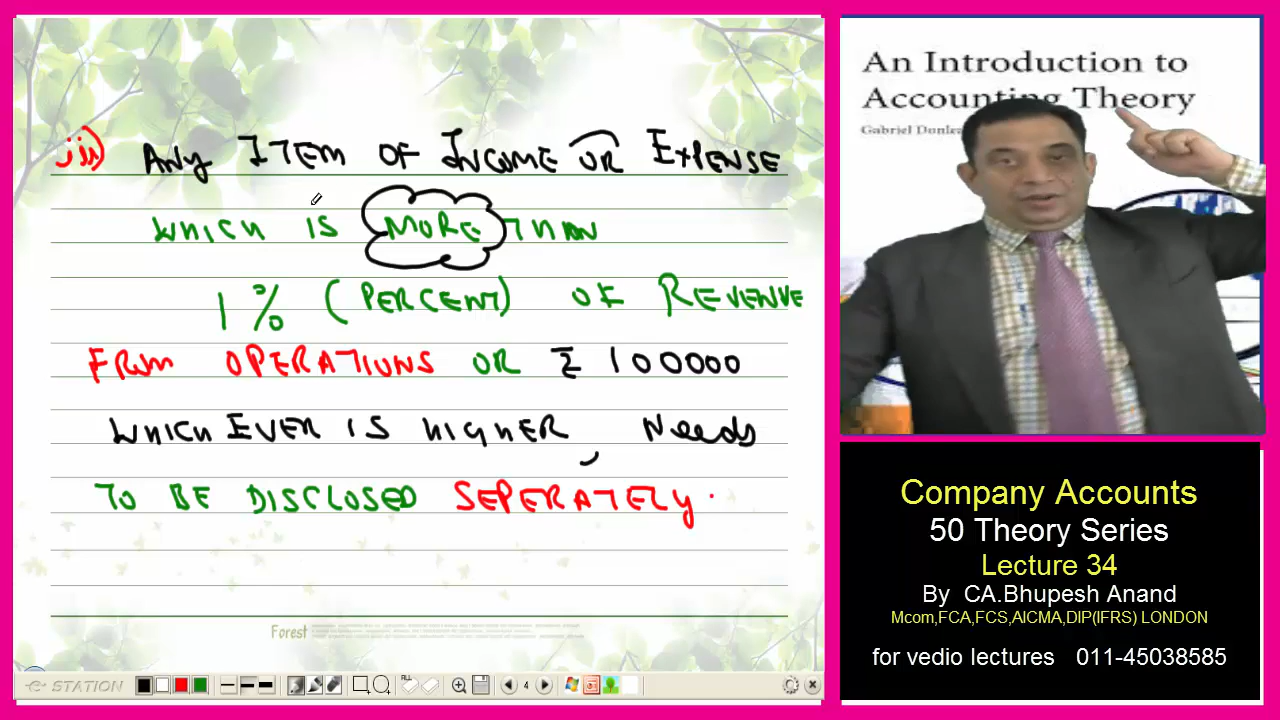 iii) ANY ITEM OF INCOME OR EXPENSE
WHICH IS MORE THAN
1 % (PERCENT) OF REVENUE
FROM OPERATIONS OR ₹ 100000
WHICH EVER IS HIGHER, Needs
TO BE DISCLOSED SEPERATELY.
Forest
e-STATION
4
An Introduction to
Accounting Theory
Company Accounts
50 Theory Series
Lecture 34
By CA.Bhupesh Anand
Mcom,FCA,FCS,AICMA,DIP(IFRS) LONDON
for vedio lectures 011-45038585